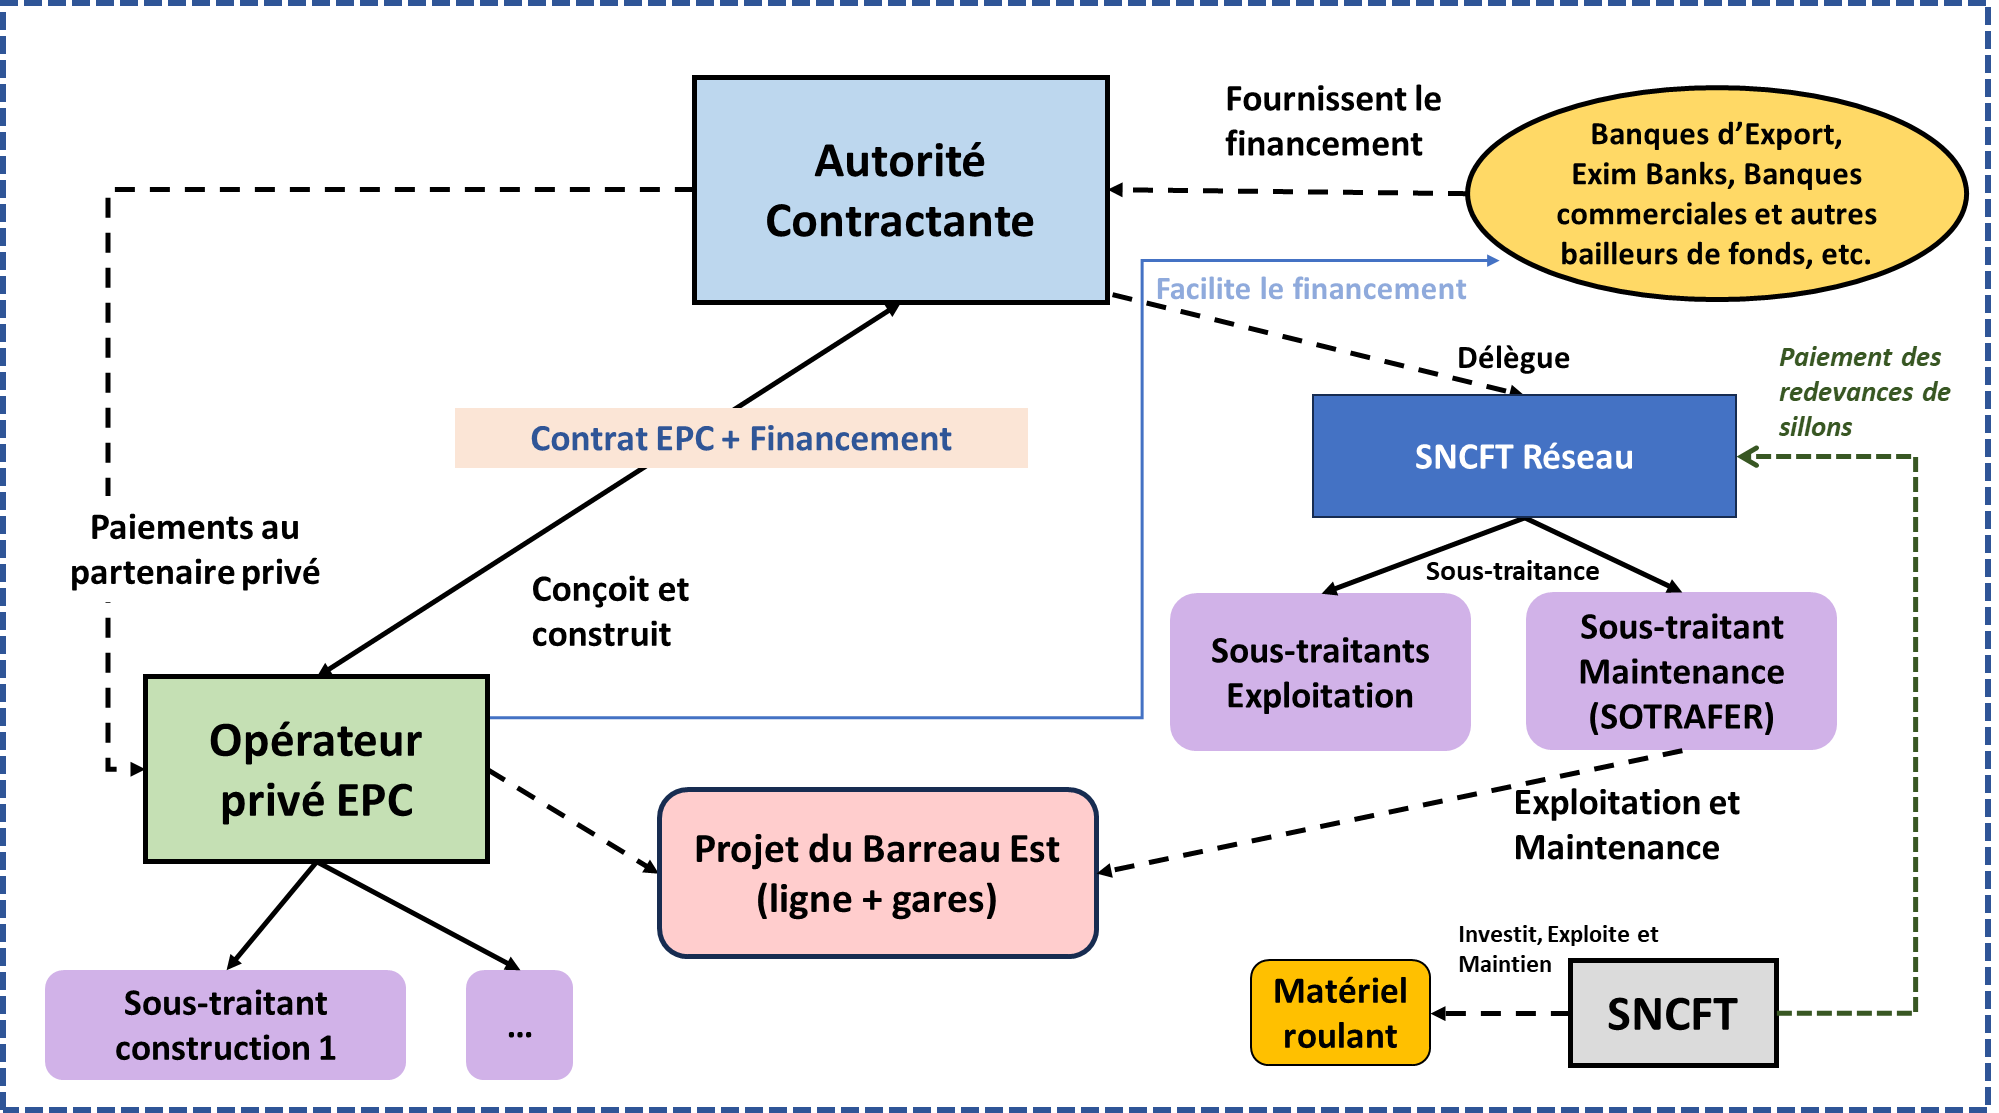 Autorité
Contractante
Fournissent le
financement
Banques d’Export,
Exim Banks, Banques
commerciales et autres
bailleurs de fonds, etc.
Facilite le financement
Délègue
Paiement des
redevances de
sillons
Contrat EPC + Financement
SNCFT Réseau
Paiements au
partenaire privé
Conçoit et
construit
Sous-traitance
Sous-traitants
Exploitation
Sous-traitant
Maintenance
(SOTRAFER)
Opérateur
privé EPC
Projet du Barreau Est
(ligne + gares)
Exploitation et
Maintenance
Investit, Exploite et
Maintien
Sous-traitant
construction 1
...
Matériel
roulant
SNCFT